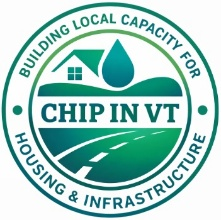 BUILDING LOCAL CAPACITY FOR
CHIP IN VT
HOUSING & INFRASTRUCTURE